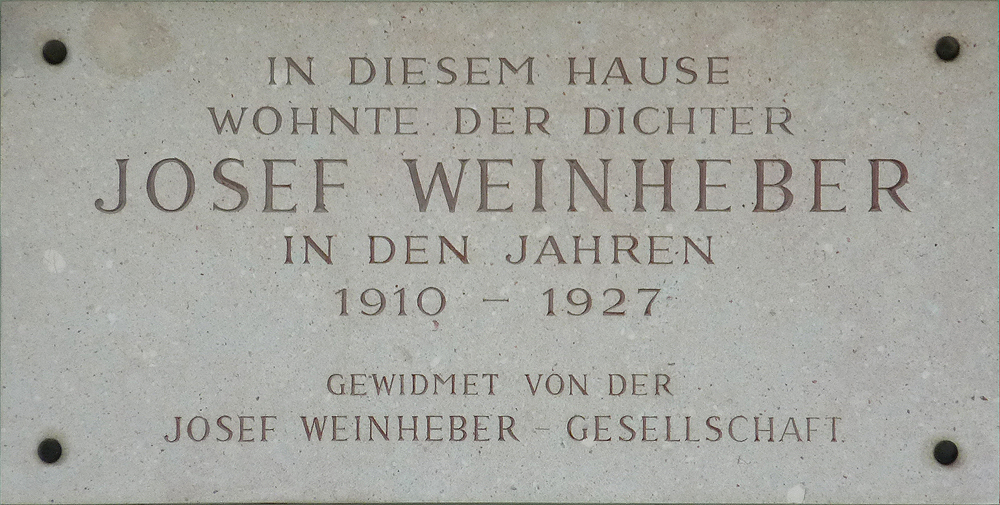 IN DIESEM HAUSE
WOHNTE DER DICHTER
JOSEF WEINHEBER
IN DEN JAHREN
1910 – 1927
GEWIDMET VON DER
JOSEF WEINHEBER – GESELLSCHAFT.